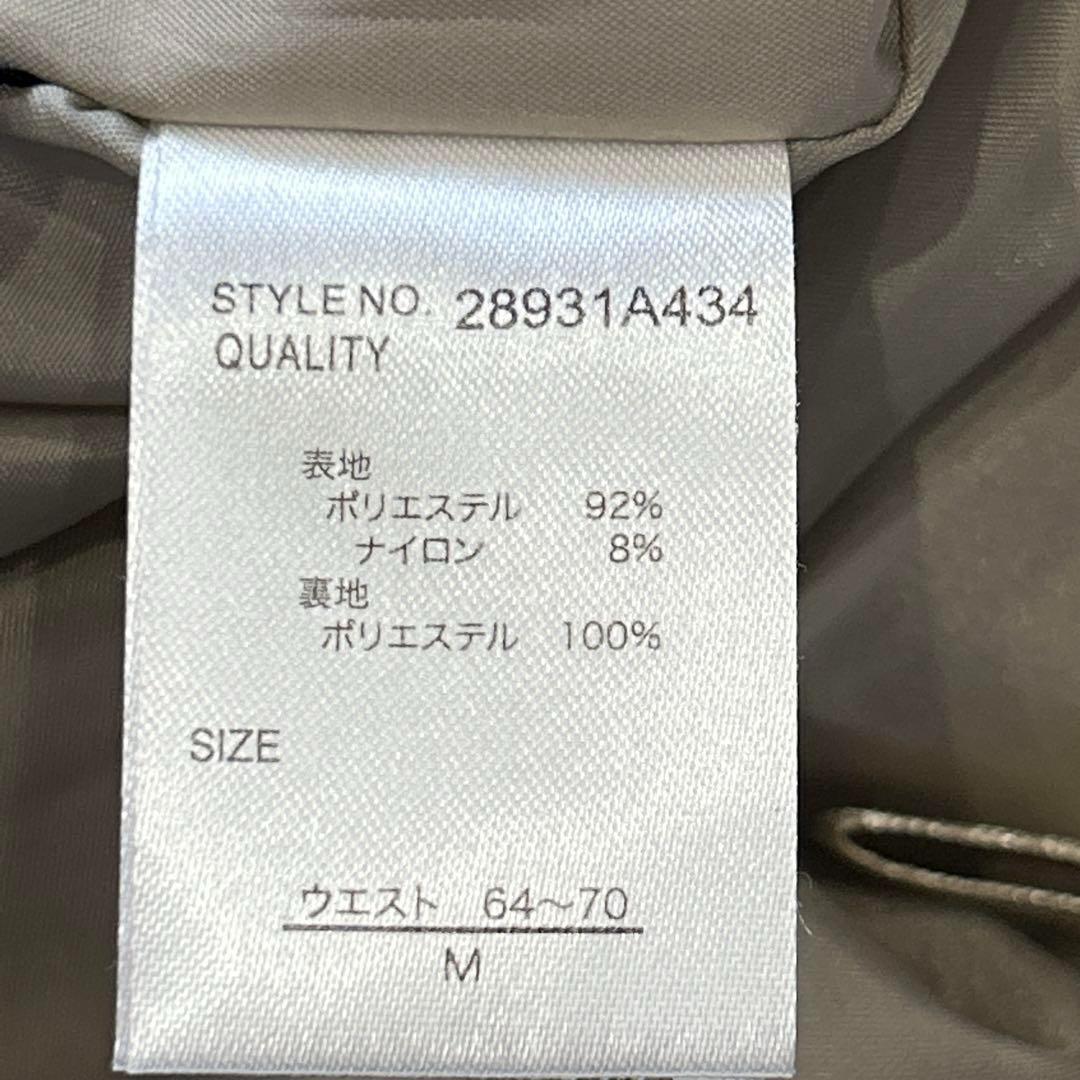 STYLE NO. 28931A434
QUALITY
表地
ポリエステル 92%
ナイロン 8%
裏地
ポリエステル 100%
SIZE
ウエスト 64〜70
M